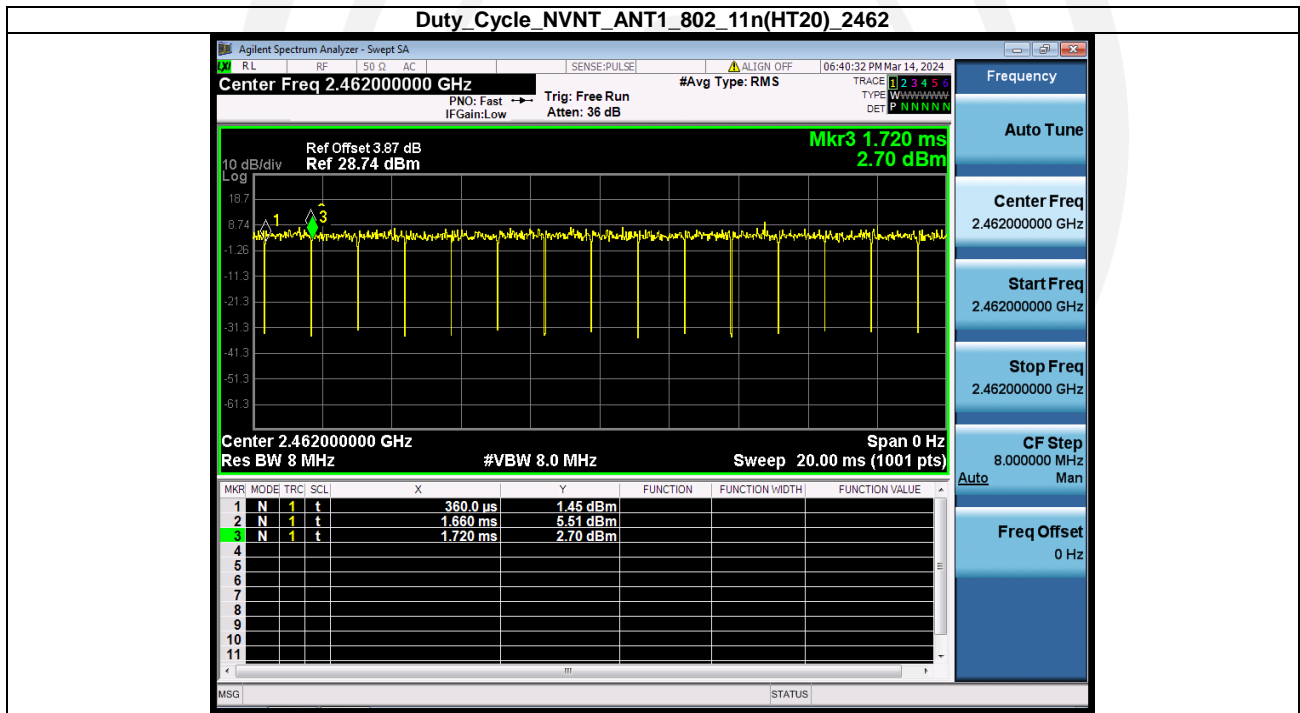 Duty_Cycle_NVNT_ANT1_802_11n(HT20)_2462
Agilent Spectrum Analyzer - Swept SA
LXI RL RF 50 Ω AC SENSE:PULSE ALIGN OFF 06:40:32 PM Mar 14, 2024
Center Freq 2.462000000 GHz #Avg Type: RMS TRACE 1 2 3 4 5 6
PNO: Fast Trig: Free Run TYPE WWWWWW
IFGain:Low Atten: 36 dB DET P N N N N N
Mkr3 1.720 ms
2.70 dBm
Ref Offset 3.87 dB
10 dB/div Ref 28.74 dBm
Log
18.7
8.74
-1.26
-11.3
-21.3
-31.3
-41.3
-51.3
-61.3
1
3
Center 2.462000000 GHz Span 0 Hz
Res BW 8 MHz #VBW 8.0 MHz Sweep 20.00 ms (1001 pts)
MKR MODE TRC SCL X Y FUNCTION FUNCTION WIDTH FUNCTION VALUE
1 N 1 t 360.0 µs 1.45 dBm
2 N 1 t 1.660 ms 5.51 dBm
3 N 1 t 1.720 ms 2.70 dBm
4
5
6
7
8
9
10
11
MSG STATUS
Frequency
Auto Tune
Center Freq
2.462000000 GHz
Start Freq
2.462000000 GHz
Stop Freq
2.462000000 GHz
CF Step
8.000000 MHz
Auto Man
Freq Offset
0 Hz